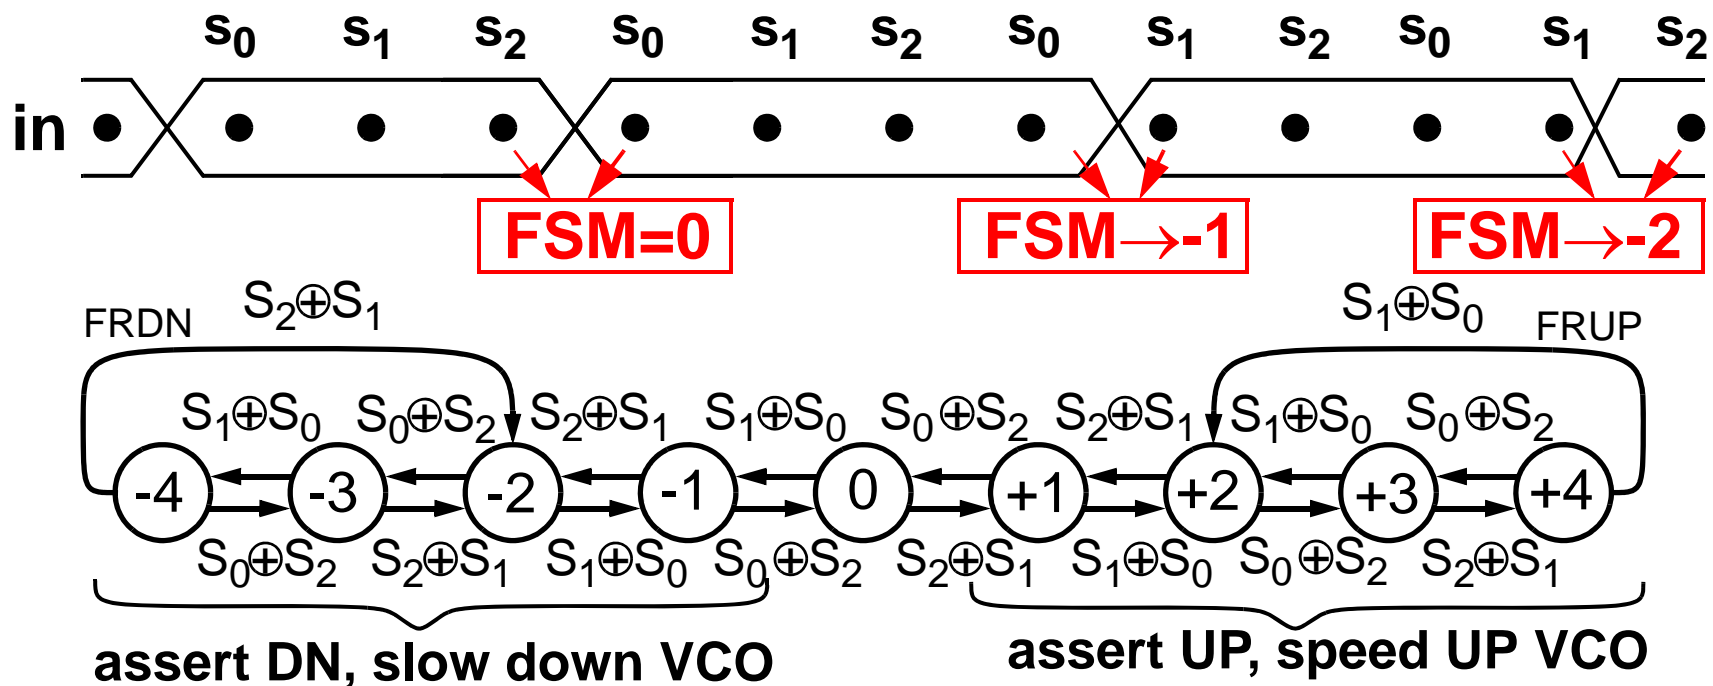 s₀ s₁ s₂ s₀ s₁ s₂ s₀ s₁ s₂ s₀ s₁ s₂
in
FSM=0 FSM→-1 FSM→-2
S₂⊕S₁ S₁⊕S₀
FRDN FRUP
S₁⊕S₀ S₀⊕S₂ S₂⊕S₁ S₁⊕S₀ S₀⊕S₂ S₂⊕S₁ S₁⊕S₀ S₀⊕S₂
-4 -3 -2 -1 0 +1 +2 +3 +4
S₀⊕S₂ S₂⊕S₁ S₁⊕S₀ S₀⊕S₂ S₂⊕S₁ S₁⊕S₀ S₀⊕S₂ S₂⊕S₁
assert DN, slow down VCO assert UP, speed UP VCO